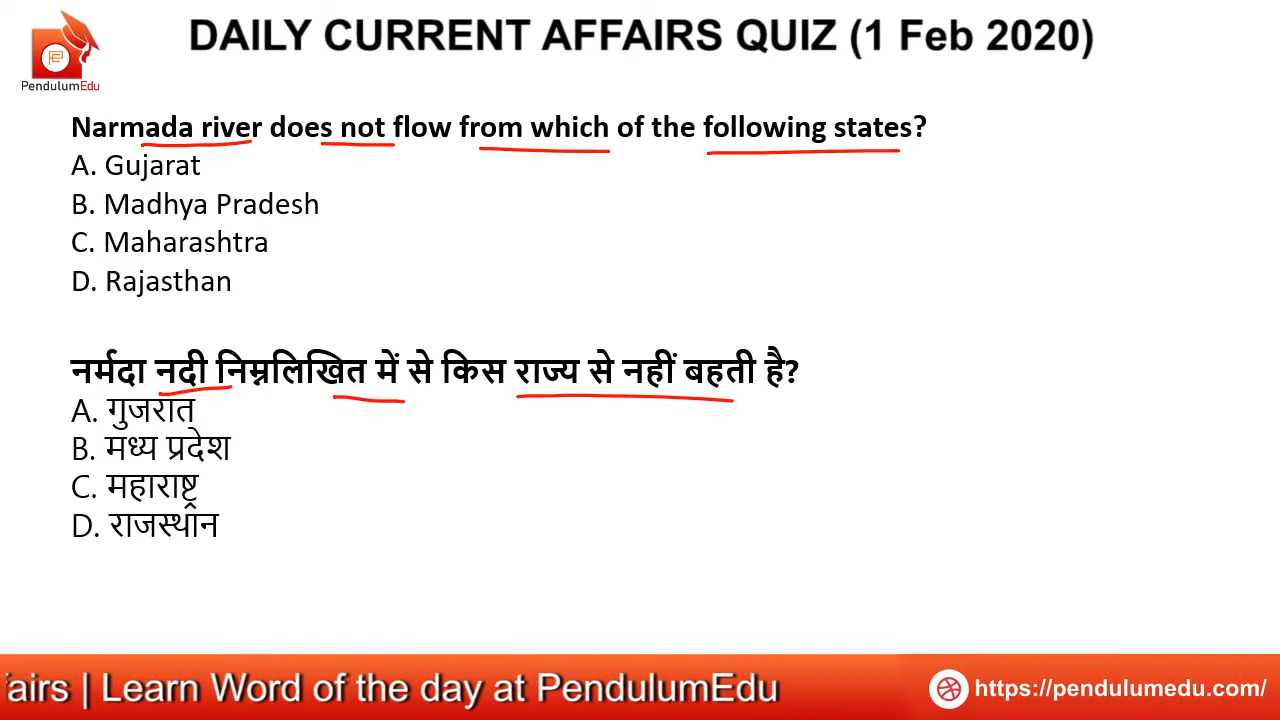 DAILY CURRENT AFFAIRS QUIZ (1 Feb 2020)
PendulumEdu
Narmada river does not flow from which of the following states?
A. Gujarat
B. Madhya Pradesh
C. Maharashtra
D. Rajasthan
नर्मदा नदी निम्नलिखित में से किस राज्य से नहीं बहती है?
A. गुजरात
B. मध्य प्रदेश
C. महाराष्ट्र
D. राजस्थान
fairs | Learn Word of the day at PendulumEdu
https://pendulumedu.com/